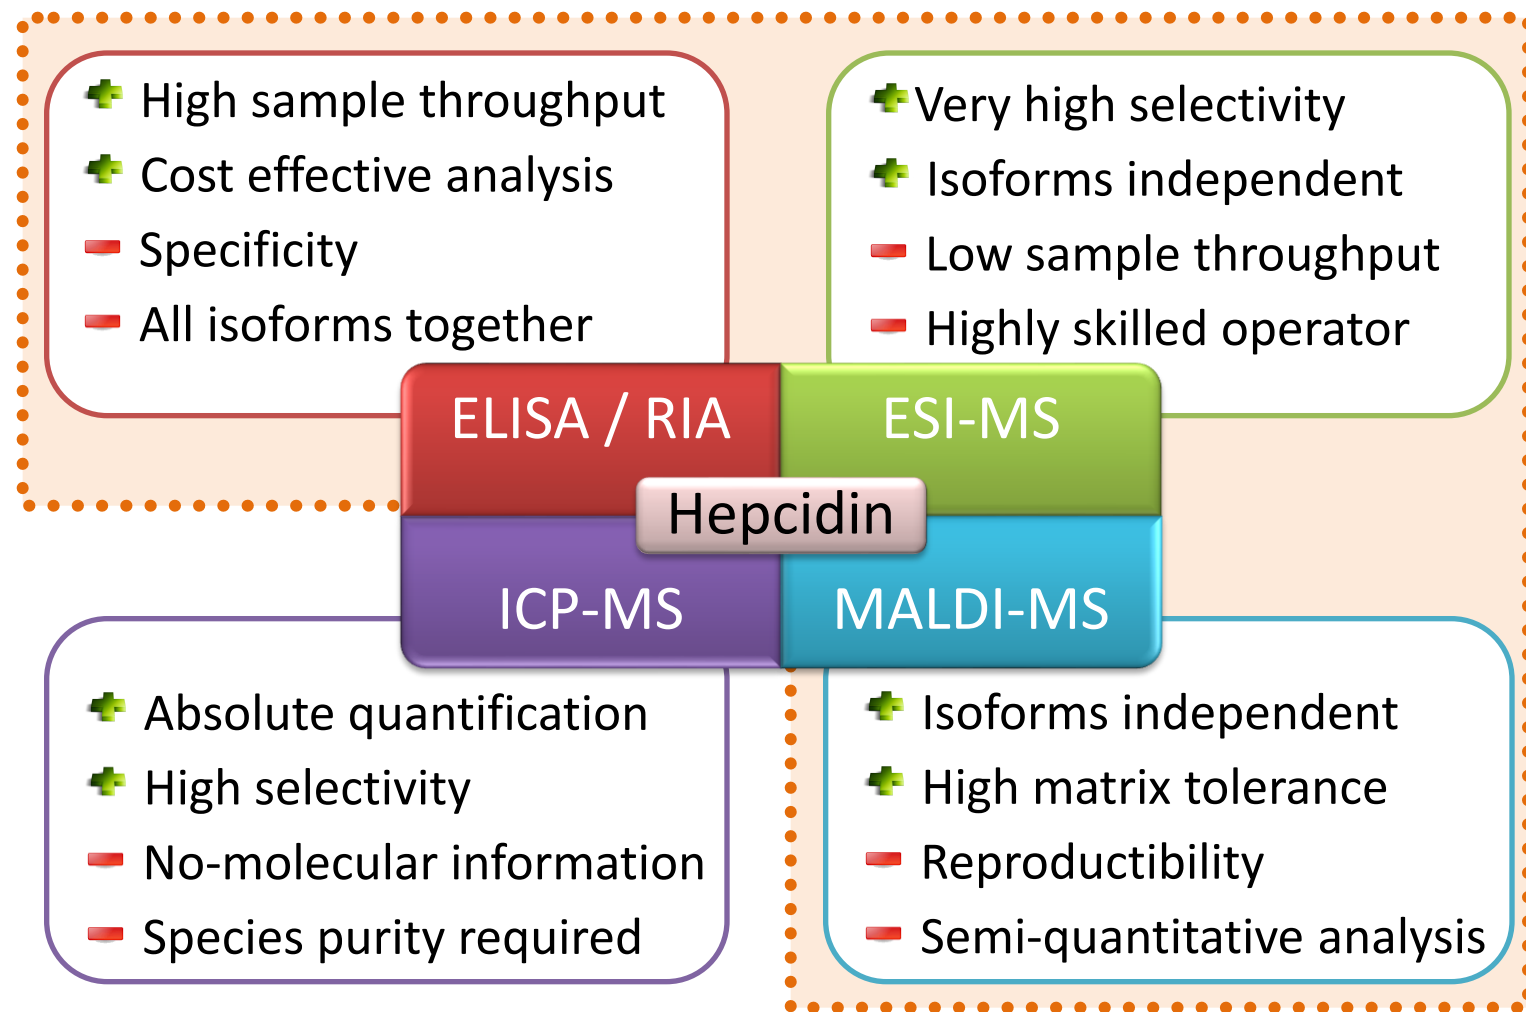 High sample throughput
Cost effective analysis
Specificity
All isoforms together
Very high selectivity
Isoforms independent
Low sample throughput
Highly skilled operator
ELISA / RIA
ESI-MS
Hepcidin
ICP-MS
MALDI-MS
Absolute quantification
High selectivity
No-molecular information
Species purity required
Isoforms independent
High matrix tolerance
Reproductibility
Semi-quantitative analysis